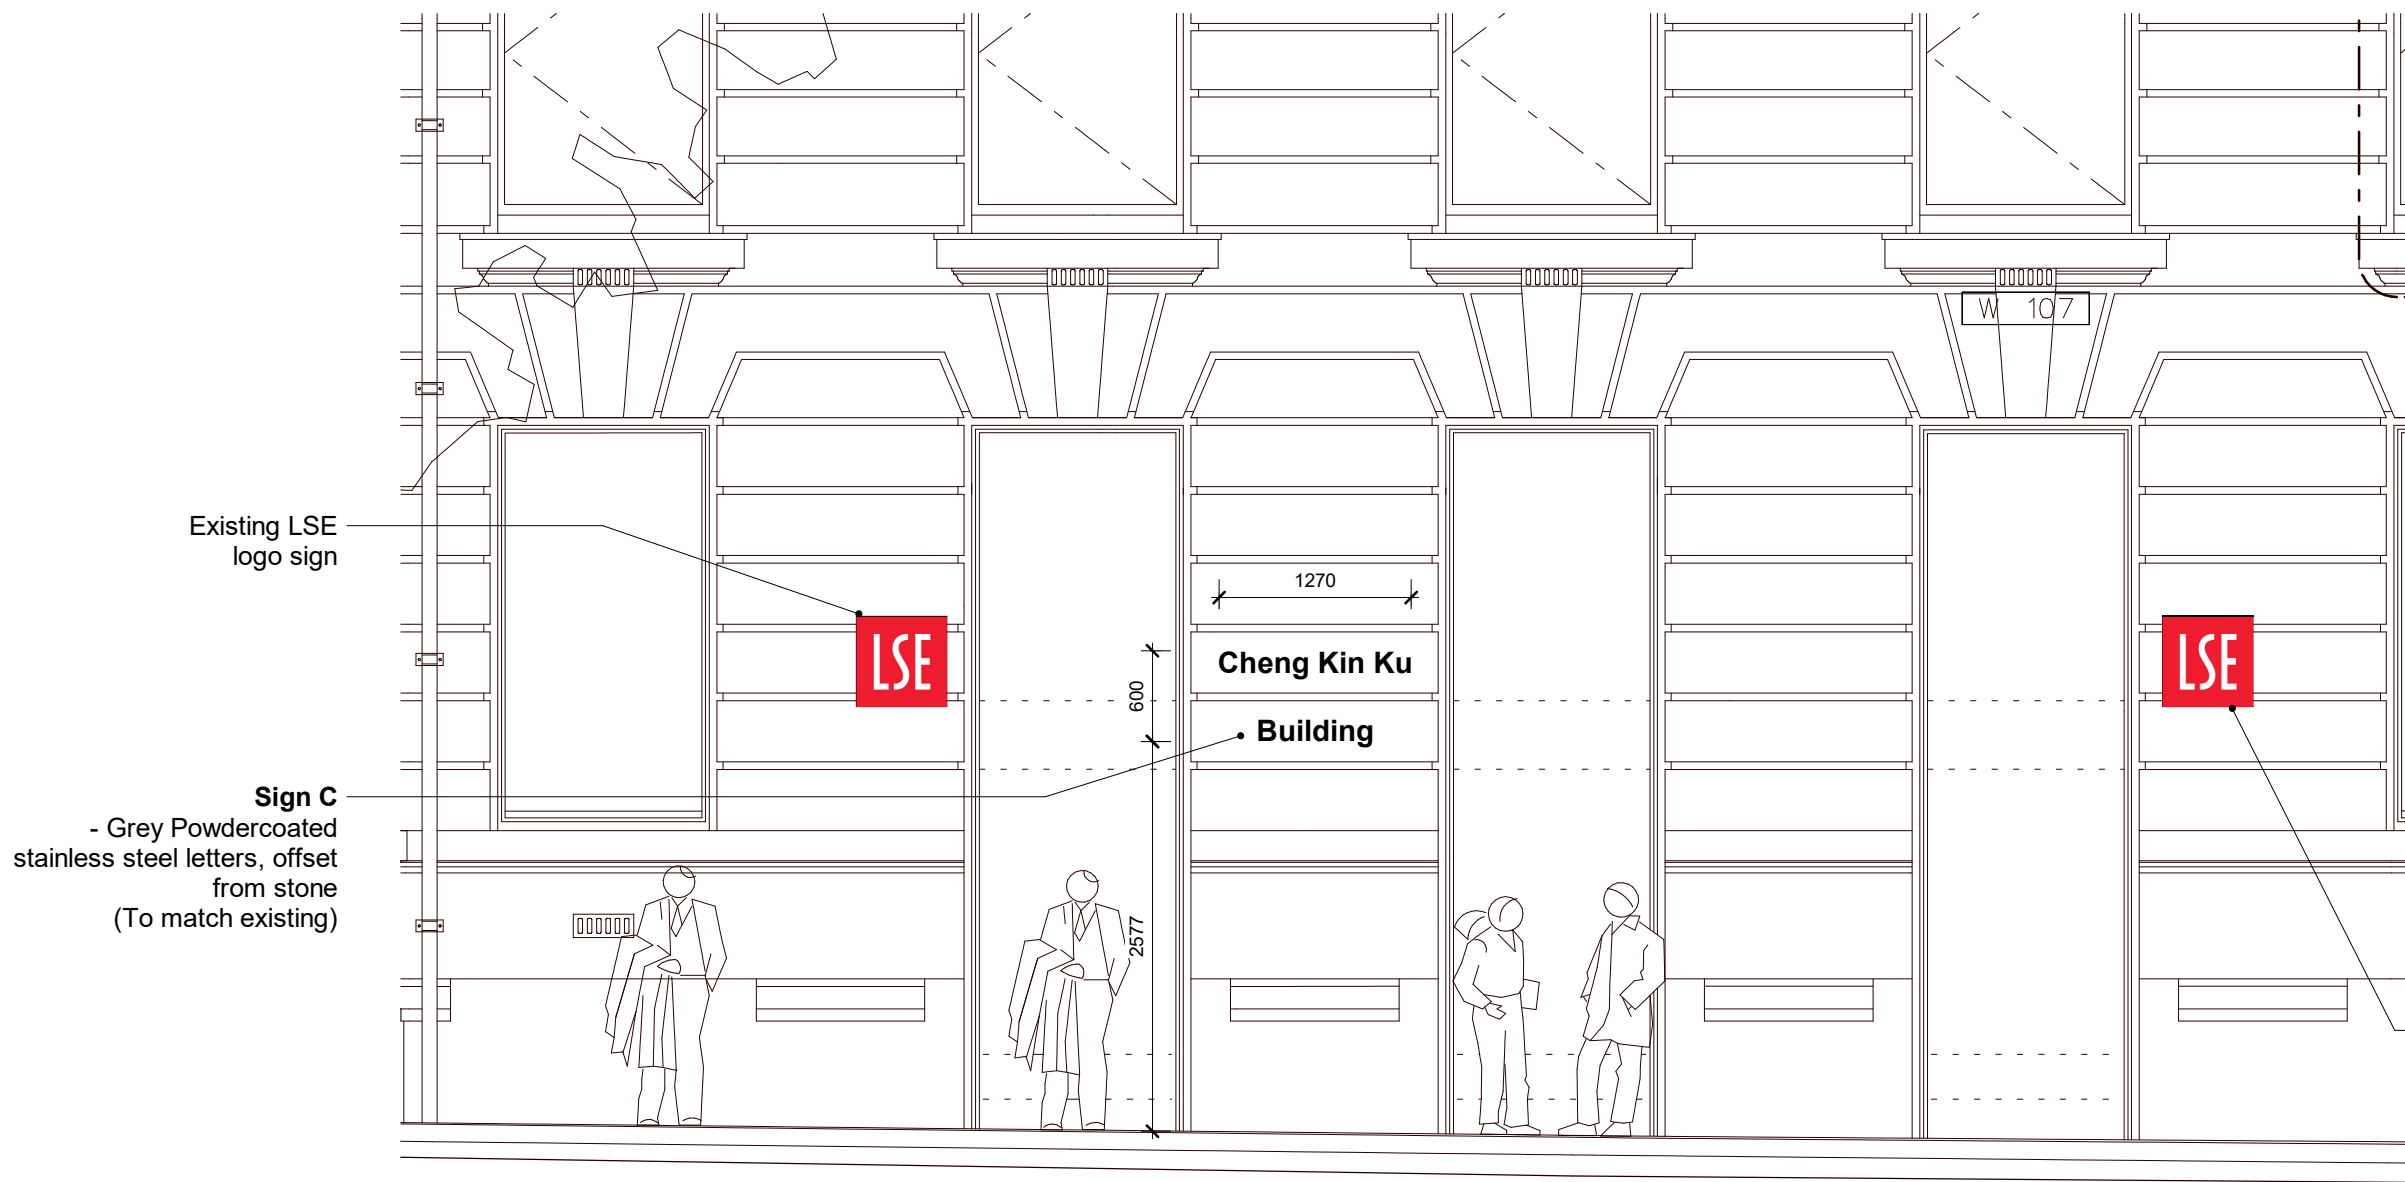 W 107
Existing LSE
logo sign
1270
LSE
Cheng Kin Ku
LSE
600
Building
Sign C
- Grey Powdercoated
stainless steel letters, offset
from stone
(To match existing)
2577